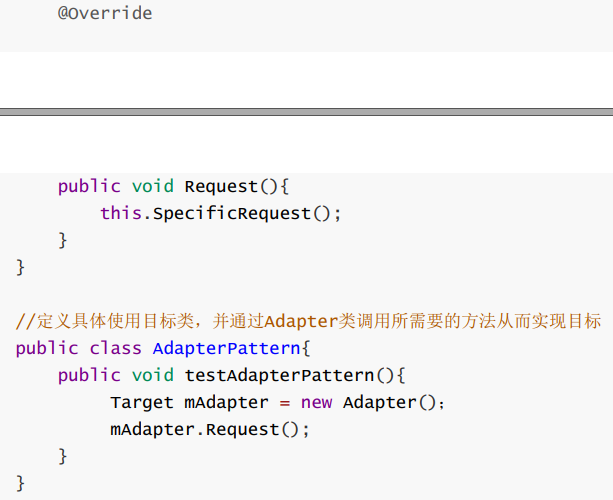 @Override
public void Request(){
this.SpecificRequest();
}
}
//定义具体使用目标类，并通过Adapter类调用所需要的方法从而实现目标
public class AdapterPattern{
public void testAdapterPattern(){
Target mAdapter = new Adapter()；
mAdapter.Request();
}
}